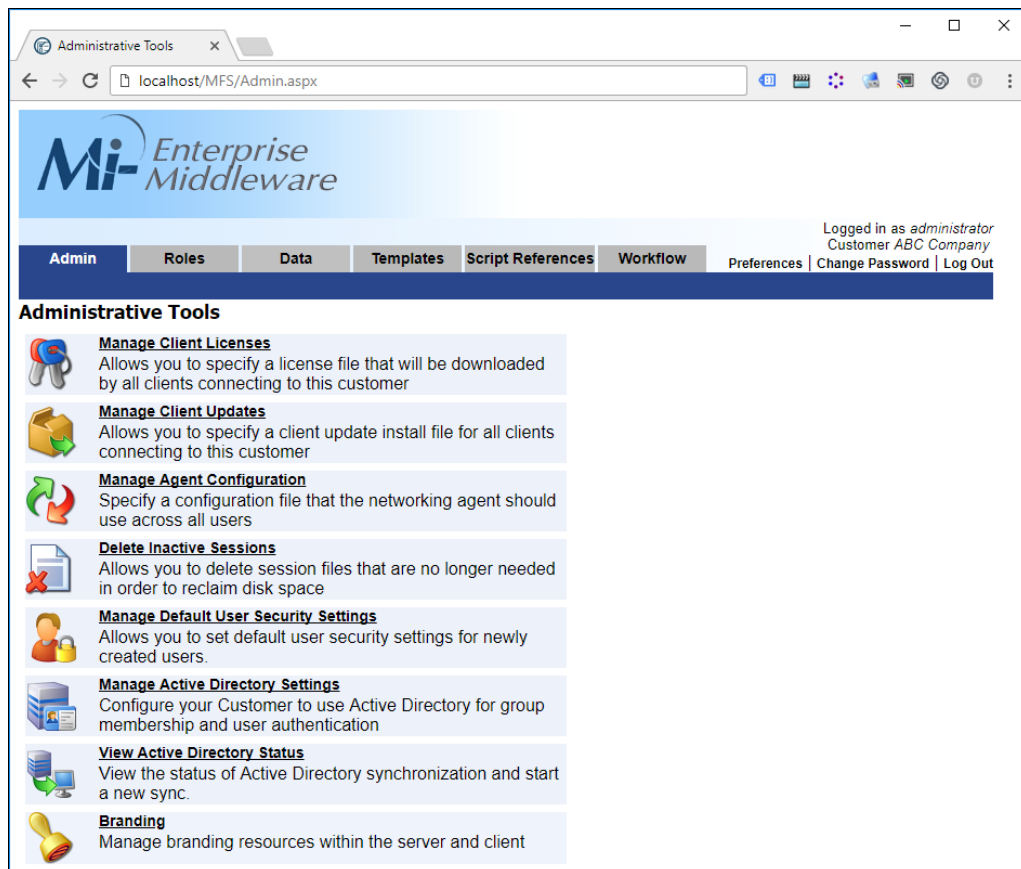 Administrative Tools
localhost/MFS/Admin.aspx
Mi- Enterprise
Middleware
Logged in as administrator
Customer ABC Company
Admin Roles Data Templates Script References Workflow Preferences | Change Password | Log Out
Administrative Tools
Manage Client Licenses
Allows you to specify a license file that will be downloaded
by all clients connecting to this customer
Manage Client Updates
Allows you to specify a client update install file for all clients
connecting to this customer
Manage Agent Configuration
Specify a configuration file that the networking agent should
use across all users
Delete Inactive Sessions
Allows you to delete session files that are no longer needed
in order to reclaim disk space
Manage Default User Security Settings
Allows you to set default user security settings for newly
created users.
Manage Active Directory Settings
Configure your Customer to use Active Directory for group
membership and user authentication
View Active Directory Status
View the status of Active Directory synchronization and start
a new sync.
Branding
Manage branding resources within the server and client